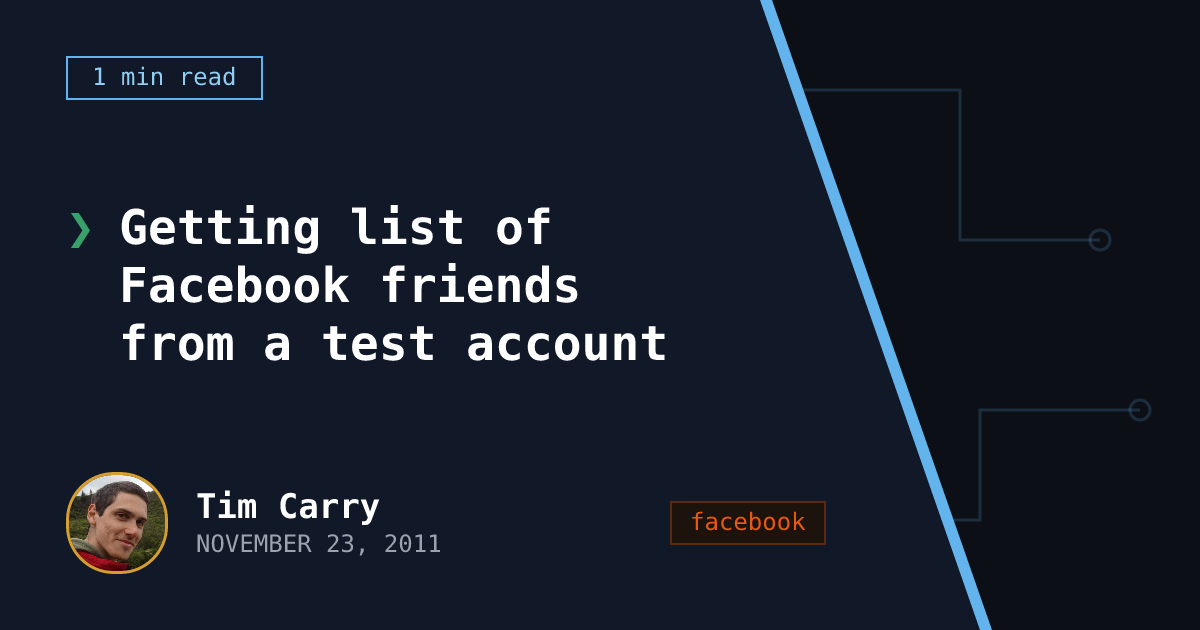 1 min read
❯ Getting list of
Facebook friends
from a test account
Tim Carry
NOVEMBER 23, 2011
facebook